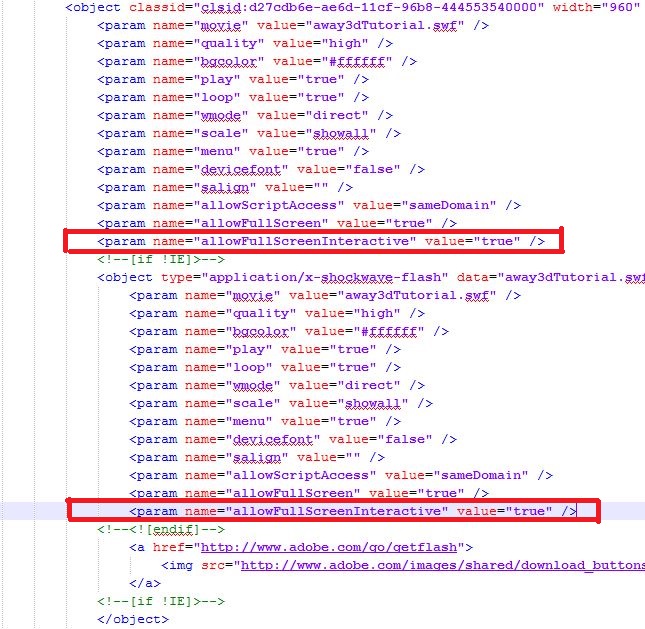 <object classid="clsid:d27cdb6e-ae6d-11cf-96b8-444553540000" width="960"
<param name="movie" value="away3dTutorial.swf" />
<param name="quality" value="high" />
<param name="bgcolor" value="#ffffff" />
<param name="play" value="true" />
<param name="loop" value="true" />
<param name="wmode" value="direct" />
<param name="scale" value="showall" />
<param name="menu" value="true" />
<param name="devicefont" value="false" />
<param name="salign" value="" />
<param name="allowScriptAccess" value="sameDomain" />
<param name="allowFullScreen" value="true" />
<param name="allowFullScreenInteractive" value="true" />
<!--[if !IE]>-->
<object type="application/x-shockwave-flash" data="away3dTutorial.swf
<param name="movie" value="away3dTutorial.swf" />
<param name="quality" value="high" />
<param name="bgcolor" value="#ffffff" />
<param name="play" value="true" />
<param name="loop" value="true" />
<param name="wmode" value="direct" />
<param name="scale" value="showall" />
<param name="menu" value="true" />
<param name="devicefont" value="false" />
<param name="salign" value="" />
<param name="allowScriptAccess" value="sameDomain" />
<param name="allowFullScreen" value="true" />
<param name="allowFullScreenInteractive" value="true" />
<!--<![endif]-->
<a href="http://www.adobe.com/go/getflash">
<img src="http://www.adobe.com/images/shared/download_buttons
</a>
<!--[if !IE]>-->
</object>